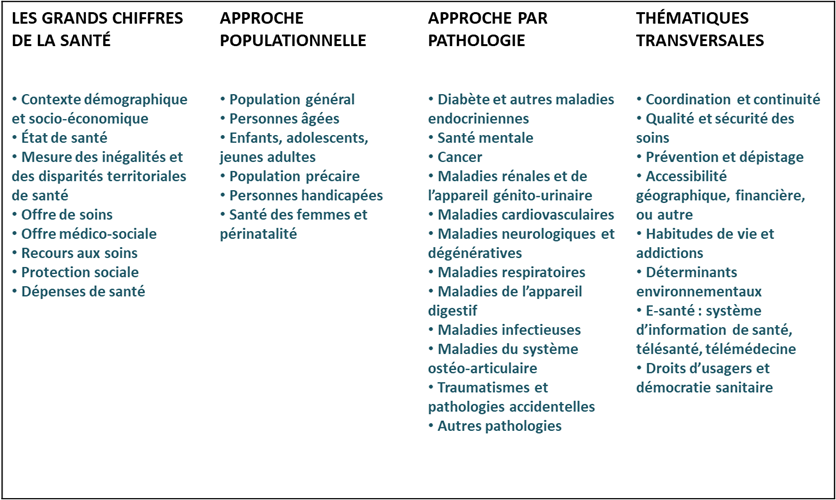 LES GRANDS CHIFFRES
DE LA SANTÉ
• Contexte démographique
et socio-économique
• État de santé
• Mesure des inégalités et
des disparités territoriales
de santé
• Offre de soins
• Offre médico-sociale
• Recours aux soins
• Protection sociale
• Dépenses de santé
APPROCHE
POPULATIONNELLE
• Population général
• Personnes âgées
• Enfants, adolescents,
jeunes adultes
• Population précaire
• Personnes handicapées
• Santé des femmes et
périnatalité
APPROCHE PAR
PATHOLOGIE
• Diabète et autres maladies
endocriniennes
• Santé mentale
• Cancer
• Maladies rénales et de
l’appareil génito-urinaire
• Maladies cardiovasculaires
• Maladies neurologiques et
dégénératives
• Maladies respiratoires
• Maladies de l’appareil
digestif
• Maladies infectieuses
• Maladies du système
ostéo-articulaire
• Traumatismes et
pathologies accidentelles
• Autres pathologies
THÉMATIQUES
TRANSVERSALES
• Coordination et continuité
• Qualité et sécurité des
soins
• Prévention et dépistage
• Accessibilité
géographique, financière,
ou autre
• Habitudes de vie et
addictions
• Déterminants
environnementaux
• E-santé : système
d’information de santé,
télésanté, télémédecine
• Droits d’usagers et
démocratie sanitaire